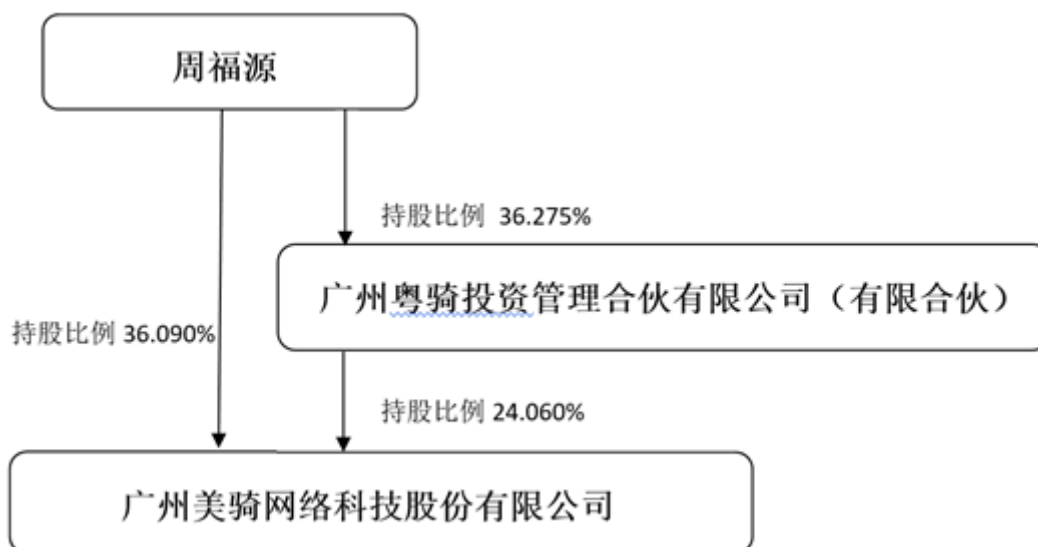 周福源
持股比例 36.275%
广州粤骑投资管理合伙有限公司（有限合伙）
持股比例 36.090%
持股比例 24.060%
广州美骑网络科技股份有限公司